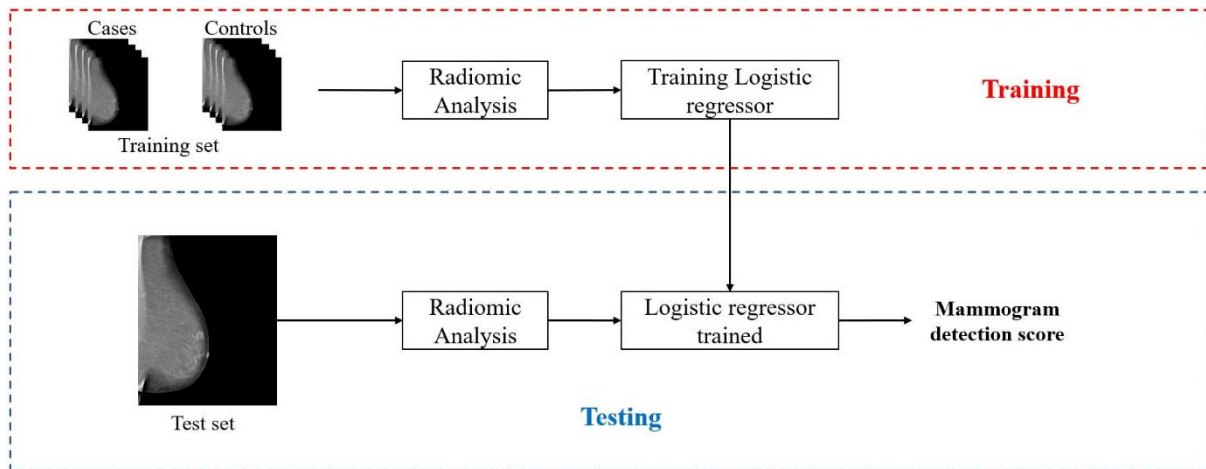 Cases
Controls
Training set
Radiomic
Analysis
Training Logistic
regressor
Training
Test set
Radiomic
Analysis
Logistic regressor
trained
Mammogram
detection score
Testing